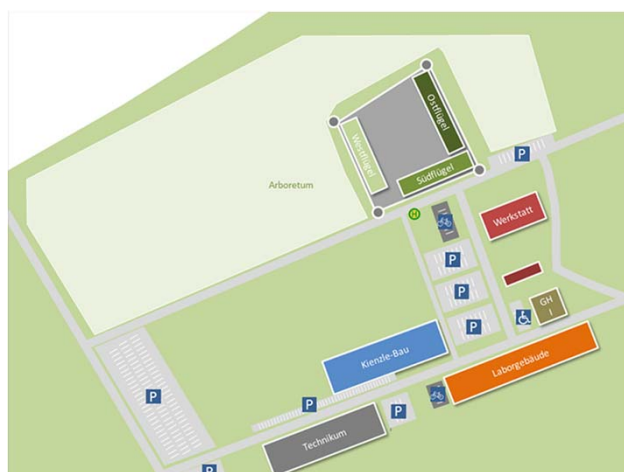 Ostflügel
Westflügel
P
Südflügel
Arboretum
H
Werkstatt
P
P
GH
I
P
Kienzle-Bau
Laborgebäude
P
P
P
Technikum
P